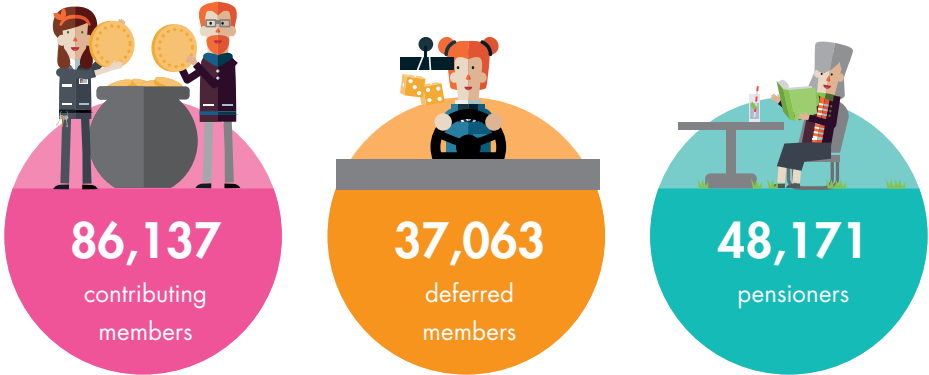 86,137
contributing
members
37,063
deferred
members
48,171
pensioners